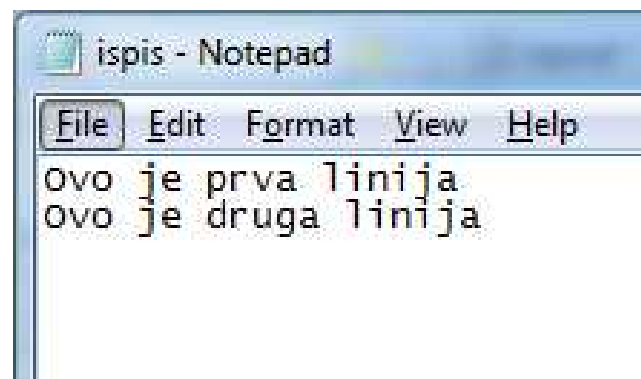 ispis - Notepad
File Edit Format View Help
Ovo je prva linija
Ovo je druga linija